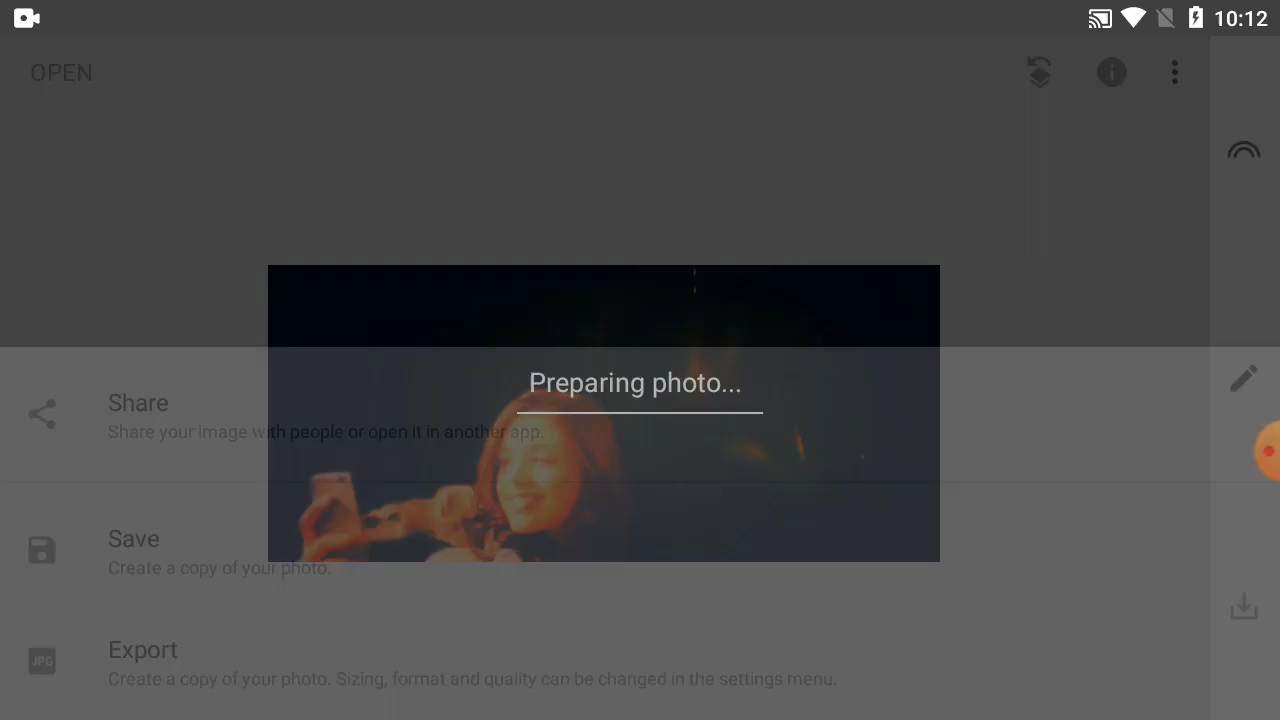 10:12
OPEN
Preparing photo...
Share
Share your image with people or open it in another app.
Save
Create a copy of your photo.
JPG
Export
Create a copy of your photo. Sizing, format and quality can be changed in the settings menu.